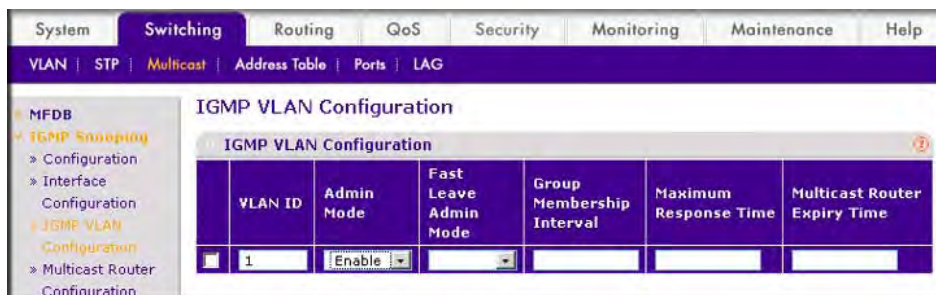 System Switching Routing QoS Security Monitoring Maintenance Help
VLAN | STP | Multicast | Address Table | Ports | LAG
MFDB
IGMP Snooping
» Configuration
» Interface
Configuration
» IGMP VLAN
Configuration
» Multicast Router
Configuration
IGMP VLAN Configuration
IGMP VLAN Configuration
VLAN ID
Admin
Mode
Fast
Leave
Admin
Mode
Group
Membership
Interval
Maximum
Response Time
Multicast Router
Expiry Time
1
Enable